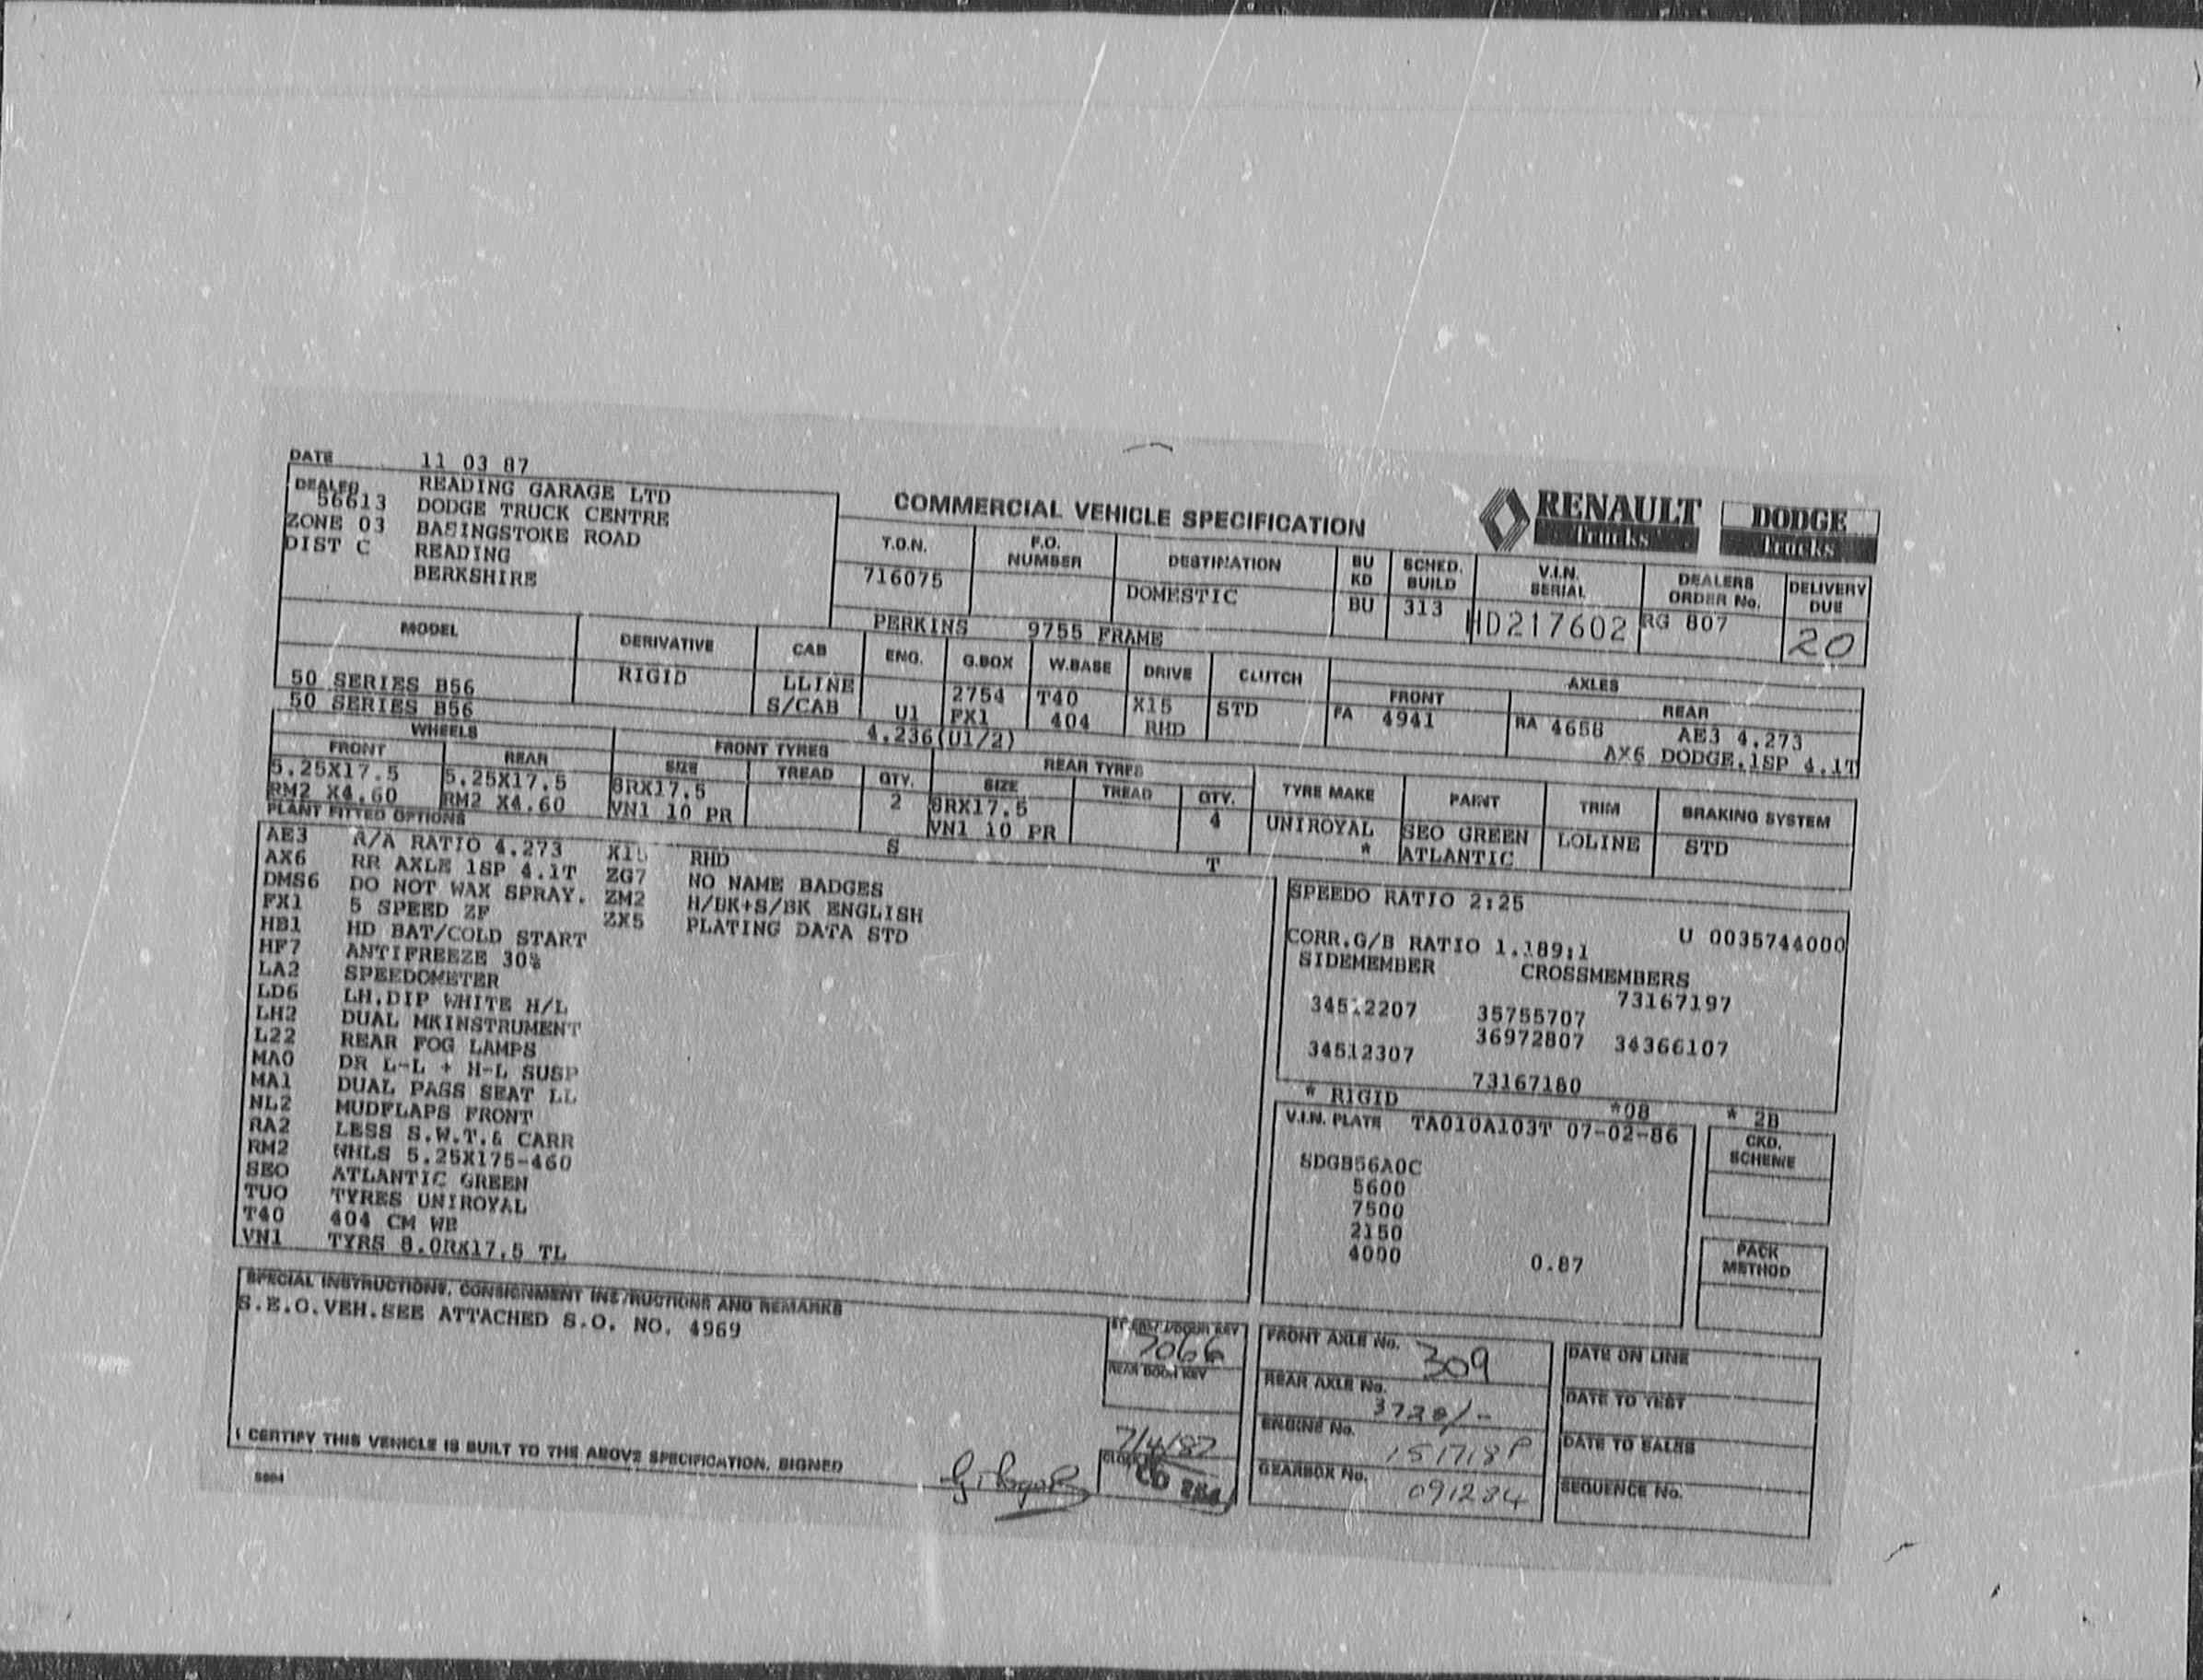 DATE 11 03 87
DEALER READING GARAGE LTD
56613 DODGE TRUCK CENTRE
ZONE 03 BASINGSTOKE ROAD
DIST C READING
BERKSHIRE
COMMERCIAL VEHICLE SPECIFICATION
RENAULT Trucks
DODGE Trucks
T.O.N. F.O. NUMBER DESTINATION BU KD SCHED. BUILD V.I.N. SERIAL DEALERS ORDER No. DELIVERY DUE
716075 DOMESTIC BU 313 HD217602 RG 807 20
PERKINS 9755 FRAME
MODEL DERIVATIVE CAB ENG. G.BOX W.BASE DRIVE CLUTCH AXLES
FRONT REAR
50 SERIES B56 RIGID LLINE 2754 T40 X15 STD FA 4941 RA 4658 AE3 4.273
50 SERIES B56 S/CAB U1 FX1 404 RHD AX6 DODGE.1SP 4.1T
4.236(U1/2)
WHEELS FRONT TYRES REAR TYRES
FRONT REAR SIZE TREAD QTY. SIZE TREAD QTY. TYRE MAKE PAINT TRIM BRAKING SYSTEM
5.25X17.5 5.25X17.5 8RX17.5 2 8RX17.5 4 UNIROYAL SEO GREEN LOLINE STD
RM2 X4.60 RM2 X4.60 VN1 10 PR VN1 10 PR * ATLANTIC
PLANT FITTED OPTIONS
S T
AE3 R/A RATIO 4.273 X15 RHD
AX6 RR AXLE 1SP 4.1T ZG7 NO NAME BADGES
DMS6 DO NOT WAX SPRAY. ZM2 H/BK+S/BK ENGLISH
FX1 5 SPEED ZF ZX5 PLATING DATA STD
HB1 HD BAT/COLD START
HF7 ANTIFREEZE 30%
LA2 SPEEDOMETER
LD6 LH.DIP WHITE H/L
LH2 DUAL MKINSTRUMENT
L22 REAR FOG LAMPS
MA0 DR L-L + H-L SUSP
MA1 DUAL PASS SEAT LL
NL2 MUDFLAPS FRONT
RA2 LESS S.W.T.& CARR
RM2 WHLS 5.25X175-460
SEO ATLANTIC GREEN
TUO TYRES UNIROYAL
T40 404 CM WB
VN1 TYRS 8.0RX17.5 TL
SPEEDO RATIO 2:25
U 0035744000
CORR.G/B RATIO 1.189:1
SIDEMEMBER CROSSMEMBERS
73167197
34512207 35755707
36972807 34366107
34512307
73167180
* RIGID *08 * 2B
V.I.N. PLATE TA010A103T 07-02-86
SDGB56A0C
5600
7500
2150
4000 0.87
CKD. SCHEME
PACK METHOD
SPECIAL INSTRUCTIONS, CONSIGNMENT INSTRUCTIONS AND REMARKS
S.E.O.VEH.SEE ATTACHED S.O. NO. 4969
7066
REAR DOOR KEY
7/4/87
FRONT AXLE No. 309
REAR AXLE No.
ENGINE No. 151718P
GEARBOX No. 091284
DATE ON LINE
DATE TO TEST
DATE TO SALES
SEQUENCE No.
I CERTIFY THIS VEHICLE IS BUILT TO THE ABOVE SPECIFICATION. SIGNED